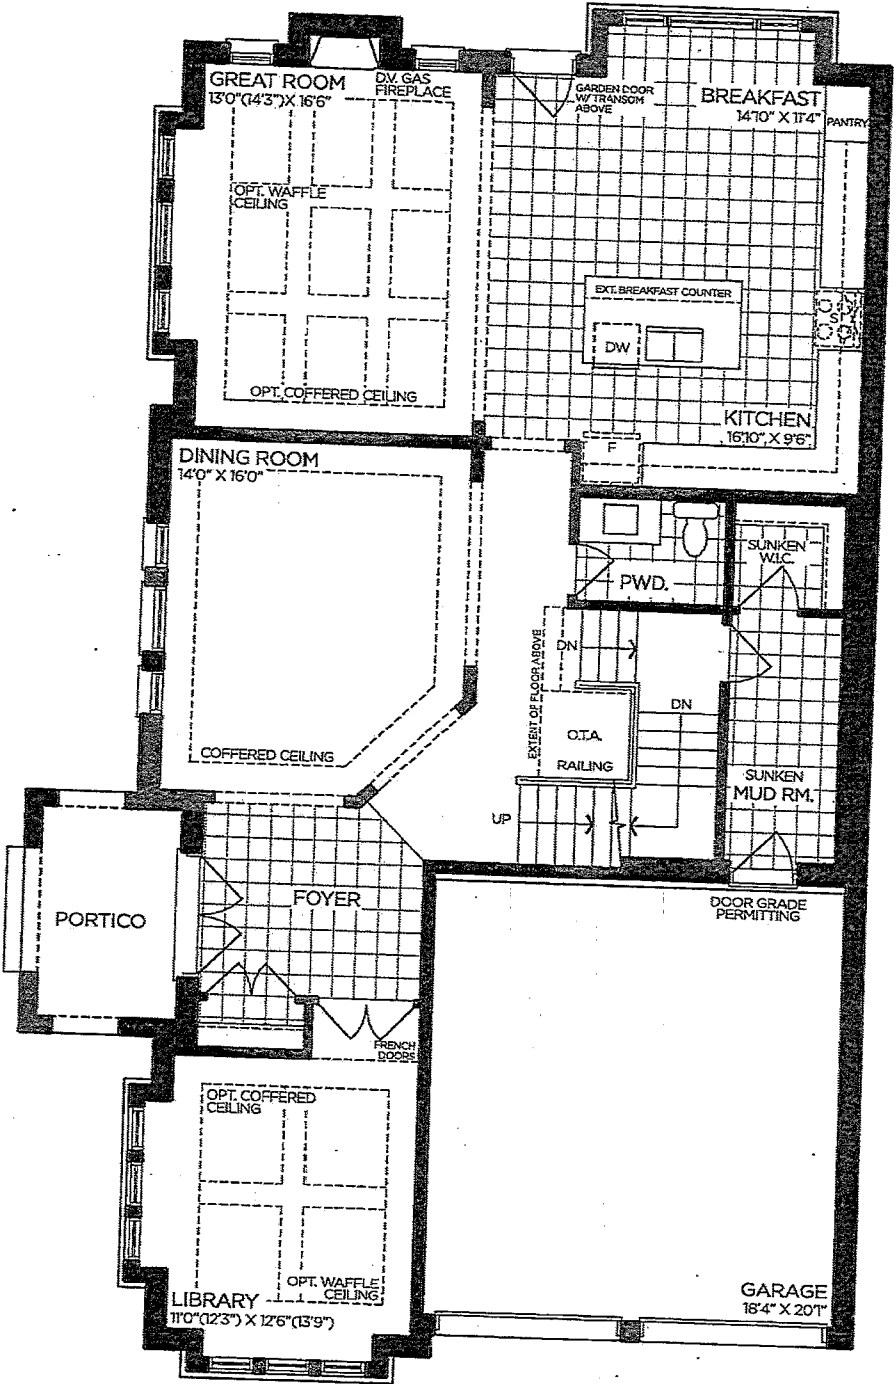 GREAT ROOM
13'0"(14'3") X 16'6"
D.V. GAS
FIREPLACE
OPT. WAFFLE
CEILING
OPT. COFFERED CEILING
GARDEN DOOR
W/ TRANSOM
ABOVE
BREAKFAST
14'10" X 11'4"
PANTRY
EXT. BREAKFAST COUNTER
DW
S
KITCHEN
16'10" X 9'6"
F
DINING ROOM
14'0" X 16'0"
COFFERED CEILING
PWD.
SUNKEN
W.I.C.
EXTENT OF FLOOR ABOVE
DN
DN
O.T.A.
RAILING
UP
SUNKEN
MUD RM.
DOOR GRADE
PERMITTING
PORTICO
FOYER
FRENCH
DOORS
OPT. COFFERED
CEILING
OPT. WAFFLE
CEILING
LIBRARY
11'0"(12'3") X 12'6"(13'9")
GARAGE
18'4" X 20'1"